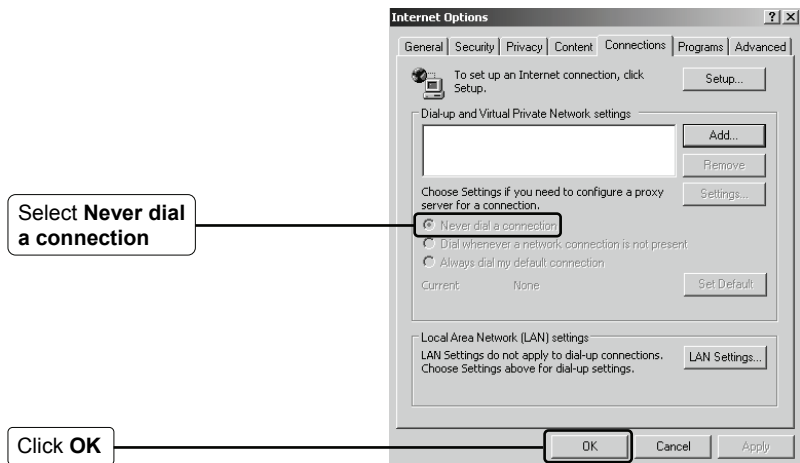 Internet Options
General Security Privacy Content Connections Programs Advanced
To set up an Internet connection, click
Setup.
Setup...
Dial-up and Virtual Private Network settings
Add...
Remove
Choose Settings if you need to configure a proxy
server for a connection.
Settings...
Select Never dial
a connection
Never dial a connection
Dial whenever a network connection is not present
Always dial my default connection
Current None
Set Default
Local Area Network (LAN) settings
LAN Settings do not apply to dial-up connections.
Choose Settings above for dial-up settings.
LAN Settings...
Click OK
OK Cancel Apply